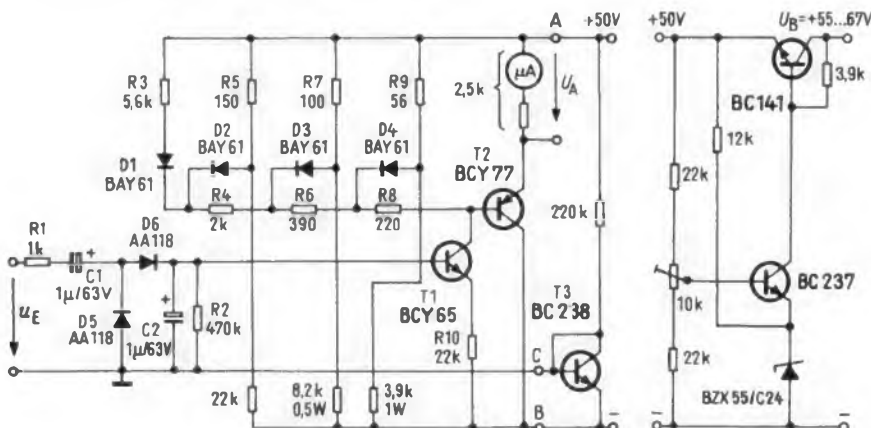 A
+50V
+50V
U_B=+55...67V
R3
5,6k
R5
150
R7
100
R9
56
2,5k
μA
U_A
3,9k
BC141
D2
BAY61
D3
BAY61
D4
BAY61
T2
BCY77
12k
D1
BAY61
22k
R4
2k
R6
390
R8
220
220k
R1
1k
D6
AA118
+
C1
1μ/63V
u_E
T1
BCY65
T3
BC238
BC237
10k
D5
AA118
+
C2
1μ/63V
R2
470k
R10
22k
C
22k
22k
8,2k
0,5W
3,9k
1W
BZX55/C24
B
–
–
–